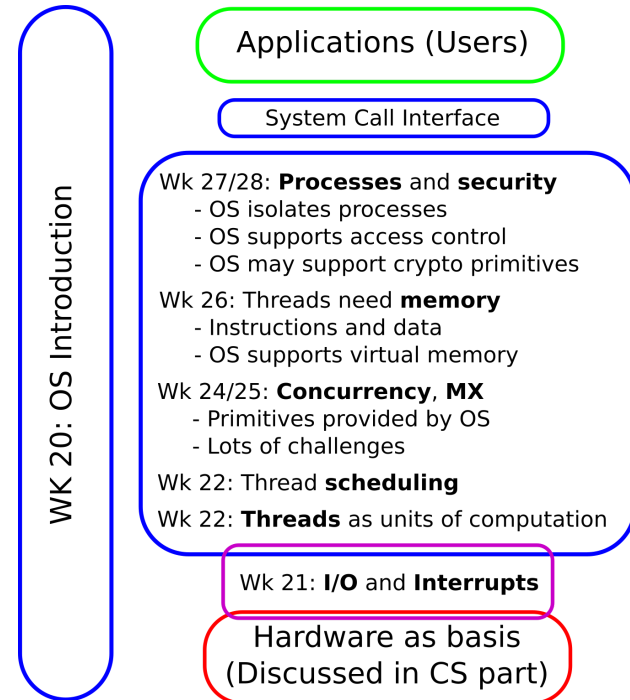 WK 20: OS Introduction
Applications (Users)
System Call Interface
Wk 27/28: Processes and security
- OS isolates processes
- OS supports access control
- OS may support crypto primitives
Wk 26: Threads need memory
- Instructions and data
- OS supports virtual memory
Wk 24/25: Concurrency, MX
- Primitives provided by OS
- Lots of challenges
Wk 22: Thread scheduling
Wk 22: Threads as units of computation
Wk 21: I/O and Interrupts
Hardware as basis
(Discussed in CS part)